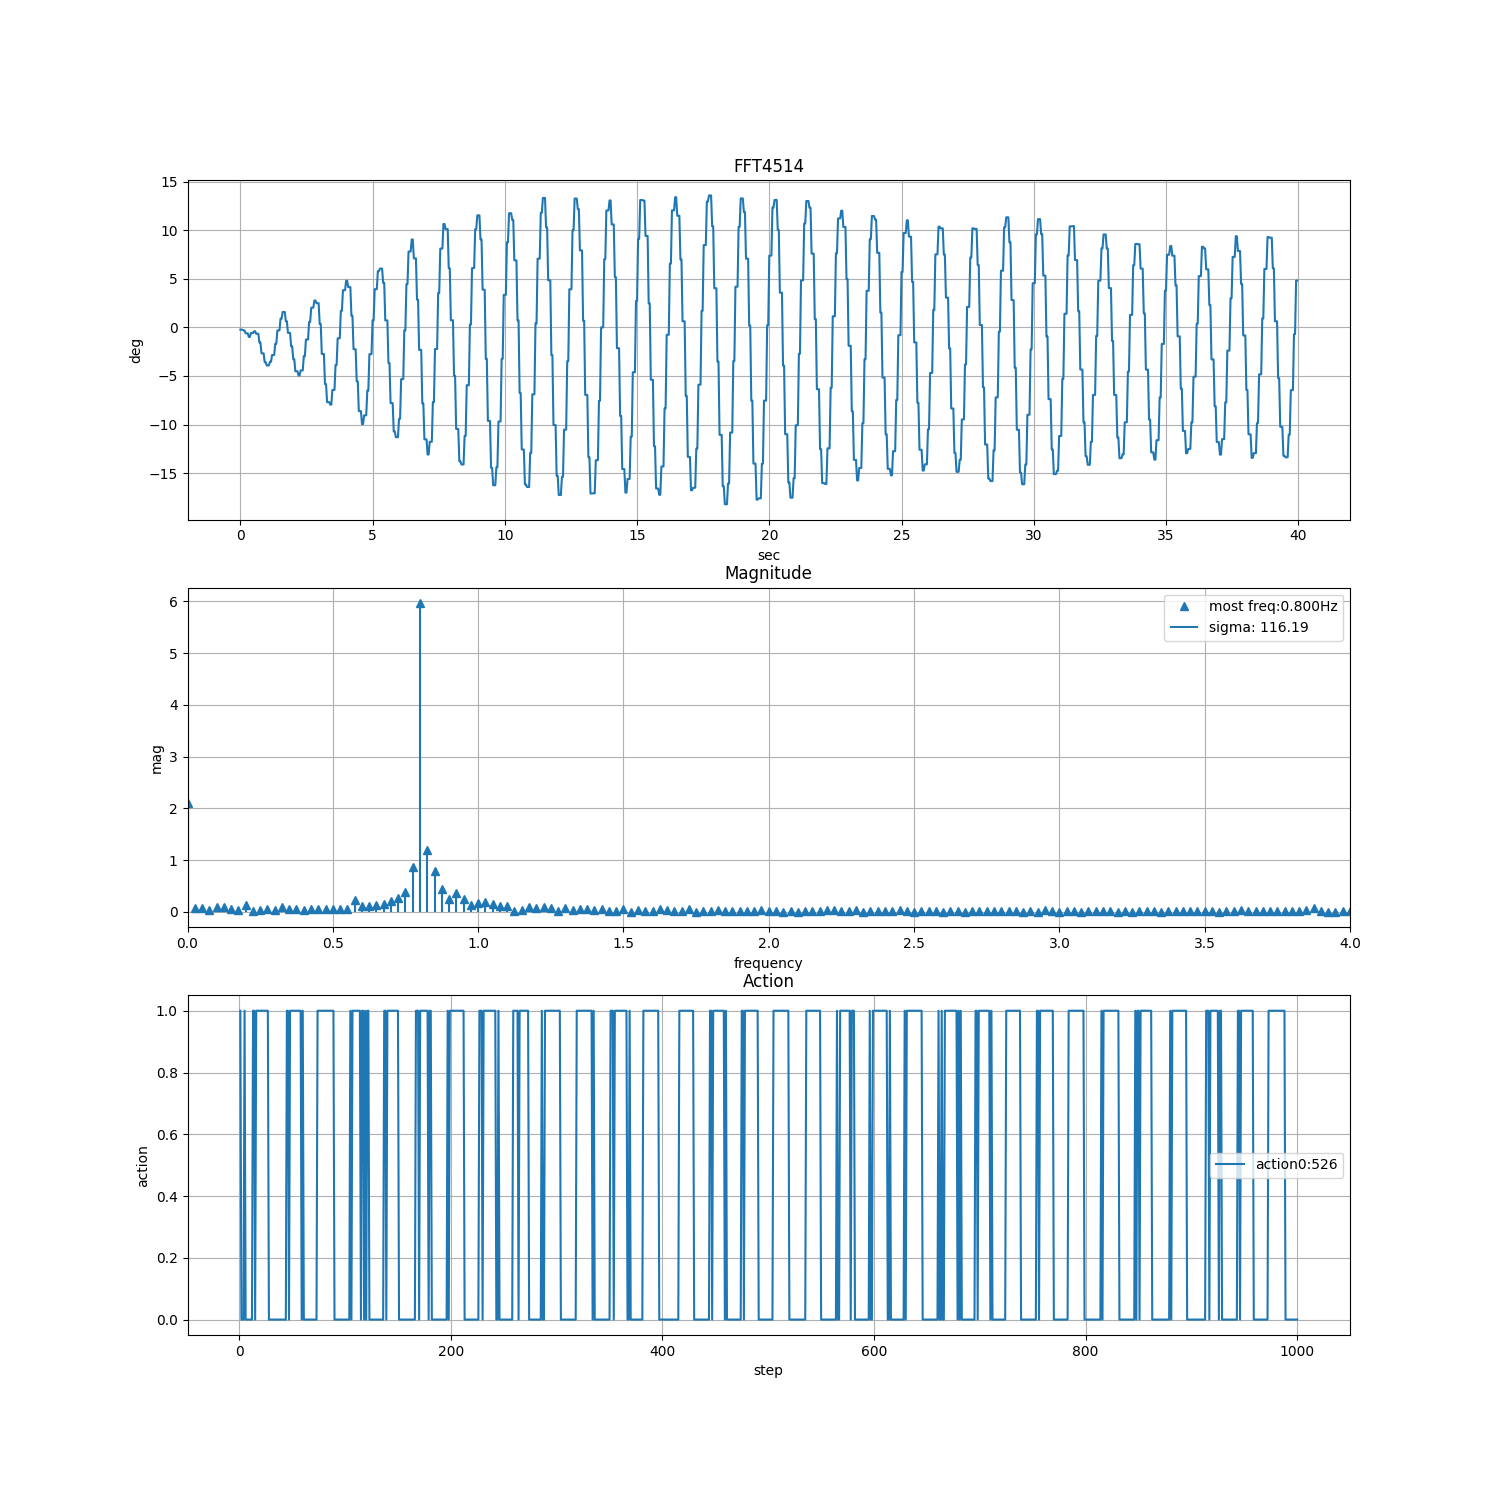 FFT4514
15
10
5
0
−5
−10
−15
deg
0 5 10 15 20 25 30 35 40
sec
Magnitude
6
5
4
3
2
1
0
mag
most freq:0.800Hz
sigma: 116.19
0.0 0.5 1.0 1.5 2.0 2.5 3.0 3.5 4.0
frequency
Action
1.0
0.8
0.6
0.4
0.2
0.0
action
action0:526
0 200 400 600 800 1000
step